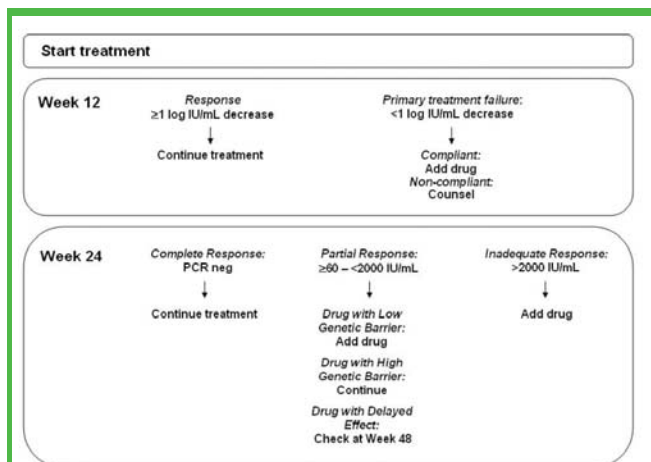 Start treatment
Week 12
Response
≥1 log IU/mL decrease
Continue treatment
Primary treatment failure:
<1 log IU/mL decrease
Compliant:
Add drug
Non-compliant:
Counsel
Week 24
Complete Response:
PCR neg
Continue treatment
Partial Response:
≥60 – <2000 IU/mL
Drug with Low
Genetic Barrier:
Add drug
Drug with High
Genetic Barrier:
Continue
Drug with Delayed
Effect:
Check at Week 48
Inadequate Response:
>2000 IU/mL
Add drug